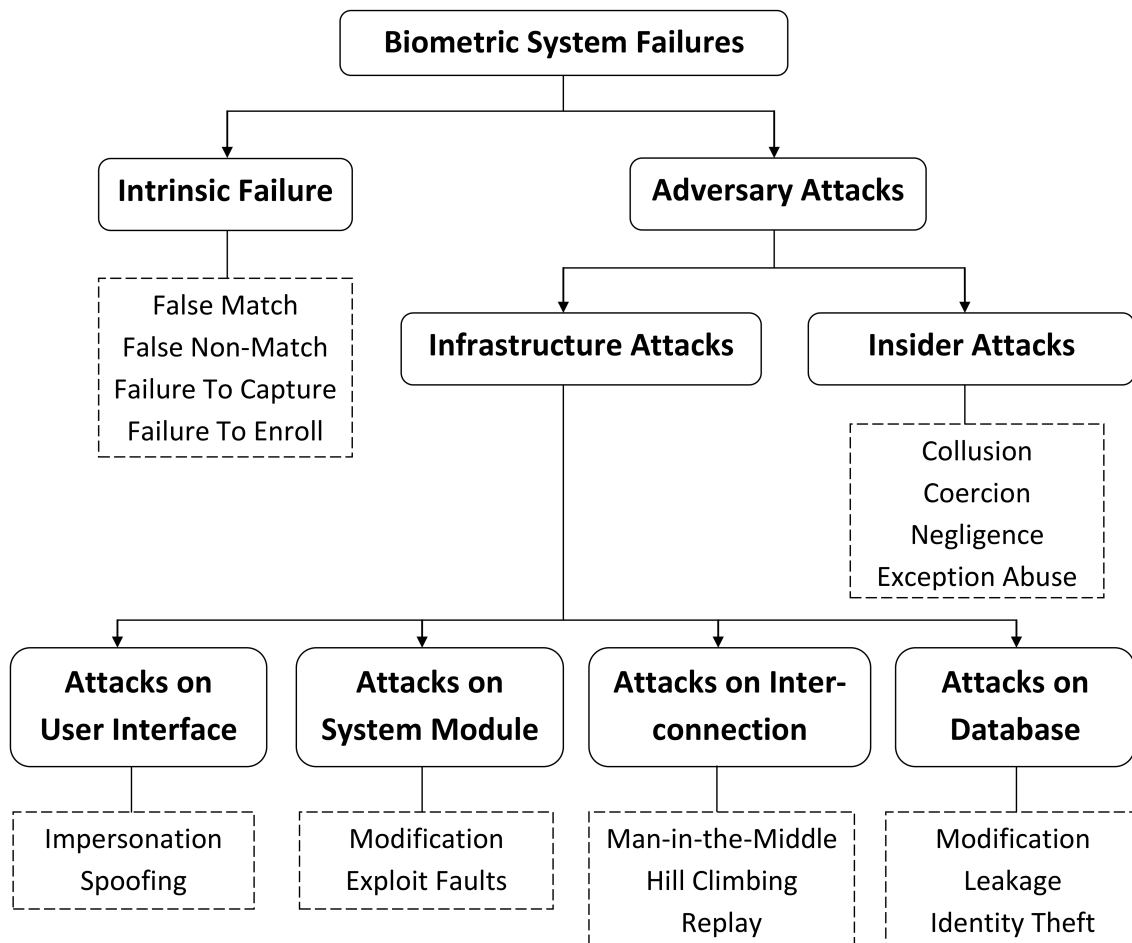 Biometric System Failures
Intrinsic Failure
Adversary Attacks
False Match
False Non-Match
Failure To Capture
Failure To Enroll
Infrastructure Attacks
Insider Attacks
Collusion
Coercion
Negligence
Exception Abuse
Attacks on
User Interface
Attacks on
System Module
Attacks on Inter-
connection
Attacks on
Database
Impersonation
Spoofing
Modification
Exploit Faults
Man-in-the-Middle
Hill Climbing
Replay
Modification
Leakage
Identity Theft